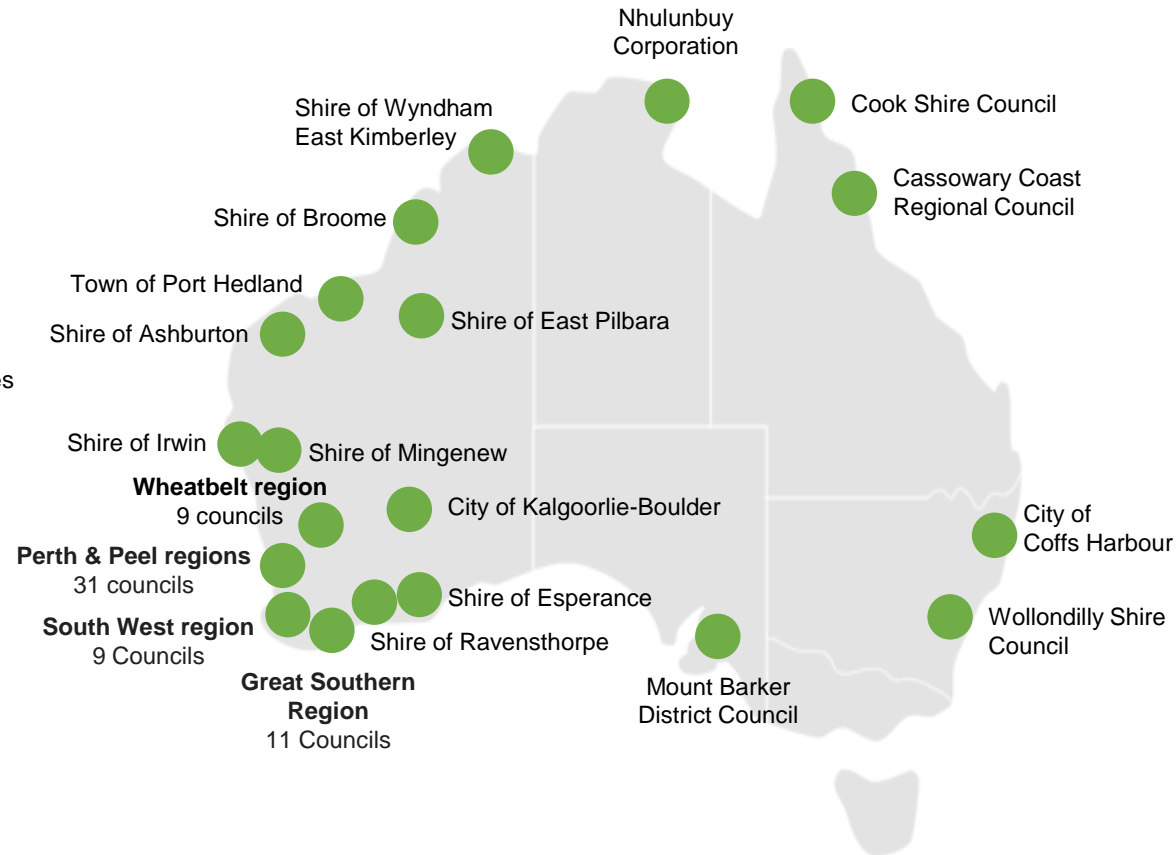 Nhulunbuy
Corporation
Shire of Wyndham
East Kimberley
Cook Shire Council
Cassowary Coast
Regional Council
Shire of Broome
Town of Port Hedland
Shire of Ashburton
Shire of East Pilbara
es
Shire of Irwin
Shire of Mingenew
Wheatbelt region
9 councils
City of Kalgoorlie-Boulder
City of
Coffs Harbour
Perth & Peel regions
31 councils
South West region
9 Councils
Shire of Esperance
Shire of Ravensthorpe
Wollondilly Shire
Council
Great Southern
Region
11 Councils
Mount Barker
District Council